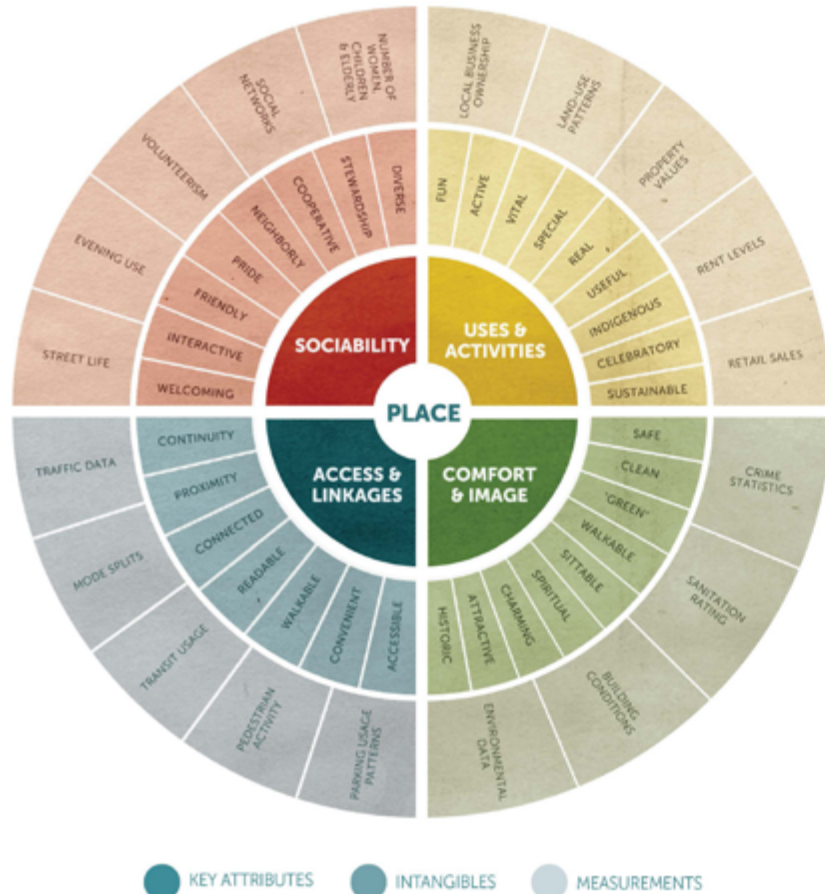 NUMBER OF
WOMEN,
CHILDREN
& ELDERLY
SOCIAL
NETWORKS
VOLUNTEERISM
EVENING USE
STREET LIFE
LOCAL BUSINESS
OWNERSHIP
LAND-USE
PATTERNS
PROPERTY
VALUES
RENT LEVELS
RETAIL SALES
DIVERSE
STEWARDSHIP
COOPERATIVE
NEIGHBORLY
PRIDE
FRIENDLY
INTERACTIVE
WELCOMING
FUN
ACTIVE
VITAL
SPECIAL
REAL
USEFUL
INDIGENOUS
CELEBRATORY
SUSTAINABLE
SOCIABILITY
USES &
ACTIVITIES
PLACE
ACCESS &
LINKAGES
COMFORT
& IMAGE
CONTINUITY
PROXIMITY
CONNECTED
READABLE
WALKABLE
CONVENIENT
ACCESSIBLE
SAFE
CLEAN
"GREEN"
WALKABLE
SITTABLE
SPIRITUAL
CHARMING
ATTRACTIVE
HISTORIC
TRAFFIC DATA
MODE SPLITS
TRANSIT USAGE
PEDESTRIAN
ACTIVITY
PARKING USAGE
PATTERNS
CRIME
STATISTICS
SANITATION
RATING
BUILDING
CONDITIONS
ENVIRONMENTAL
DATA
KEY ATTRIBUTES
INTANGIBLES
MEASUREMENTS